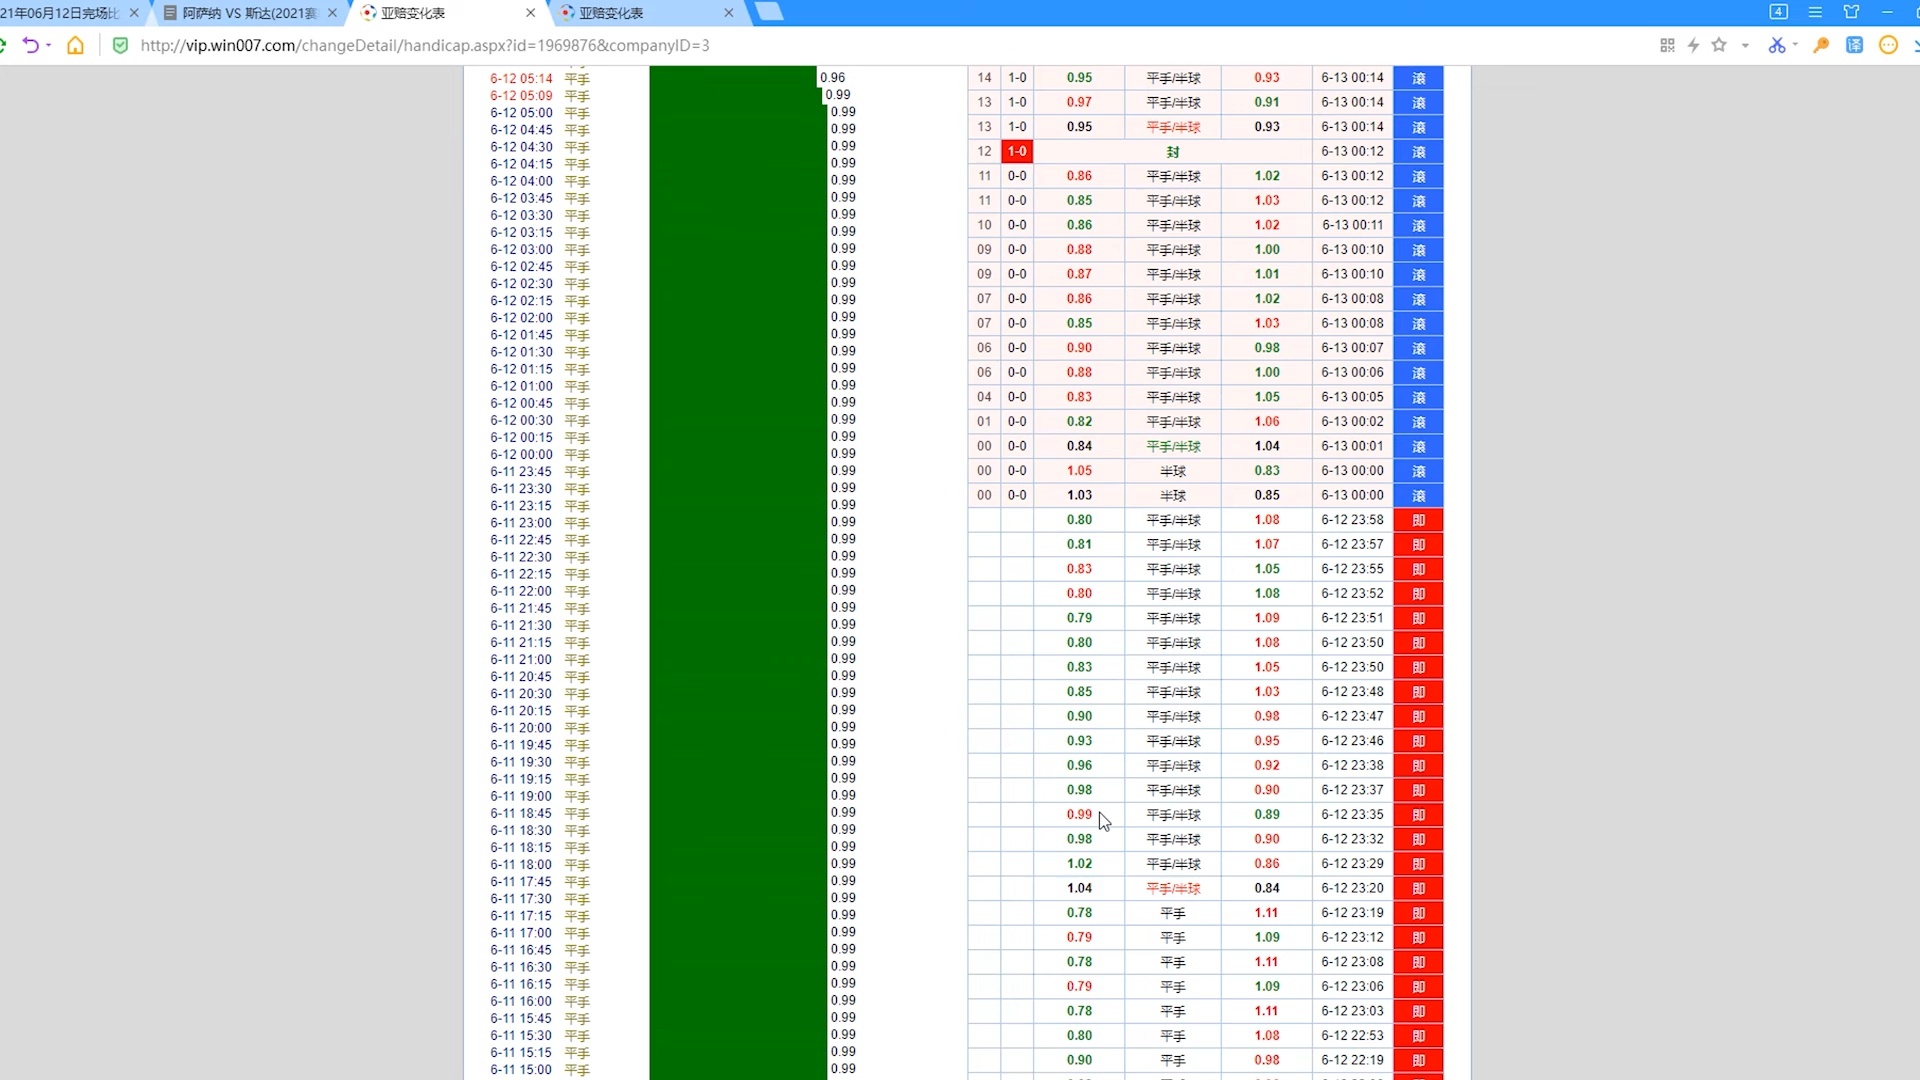 21年06月12日完场比
阿萨纳 VS 斯达(2021赛
亚赔变化表
亚赔变化表
4
http://vip.win007.com/changeDetail/handicap.aspx?id=1969876&companyID=3
译
6-12 05:14 平手 0.96
6-12 05:09 平手 0.99
6-12 05:00 平手 0.99
6-12 04:45 平手 0.99
6-12 04:30 平手 0.99
6-12 04:15 平手 0.99
6-12 04:00 平手 0.99
6-12 03:45 平手 0.99
6-12 03:30 平手 0.99
6-12 03:15 平手 0.99
6-12 03:00 平手 0.99
6-12 02:45 平手 0.99
6-12 02:30 平手 0.99
6-12 02:15 平手 0.99
6-12 02:00 平手 0.99
6-12 01:45 平手 0.99
6-12 01:30 平手 0.99
6-12 01:15 平手 0.99
6-12 01:00 平手 0.99
6-12 00:45 平手 0.99
6-12 00:30 平手 0.99
6-12 00:15 平手 0.99
6-12 00:00 平手 0.99
6-11 23:45 平手 0.99
6-11 23:30 平手 0.99
6-11 23:15 平手 0.99
6-11 23:00 平手 0.99
6-11 22:45 平手 0.99
6-11 22:30 平手 0.99
6-11 22:15 平手 0.99
6-11 22:00 平手 0.99
6-11 21:45 平手 0.99
6-11 21:30 平手 0.99
6-11 21:15 平手 0.99
6-11 21:00 平手 0.99
6-11 20:45 平手 0.99
6-11 20:30 平手 0.99
6-11 20:15 平手 0.99
6-11 20:00 平手 0.99
6-11 19:45 平手 0.99
6-11 19:30 平手 0.99
6-11 19:15 平手 0.99
6-11 19:00 平手 0.99
6-11 18:45 平手 0.99
6-11 18:30 平手 0.99
6-11 18:15 平手 0.99
6-11 18:00 平手 0.99
6-11 17:45 平手 0.99
6-11 17:30 平手 0.99
6-11 17:15 平手 0.99
6-11 17:00 平手 0.99
6-11 16:45 平手 0.99
6-11 16:30 平手 0.99
6-11 16:15 平手 0.99
6-11 16:00 平手 0.99
6-11 15:45 平手 0.99
6-11 15:30 平手 0.99
6-11 15:15 平手 0.99
6-11 15:00 平手 0.99
14 1-0 0.95 平手/半球 0.93 6-13 00:14 滚
13 1-0 0.97 平手/半球 0.91 6-13 00:14 滚
13 1-0 0.95 平手/半球 0.93 6-13 00:14 滚
12 1-0 封 6-13 00:12 滚
11 0-0 0.86 平手/半球 1.02 6-13 00:12 滚
11 0-0 0.85 平手/半球 1.03 6-13 00:12 滚
10 0-0 0.86 平手/半球 1.02 6-13 00:11 滚
09 0-0 0.88 平手/半球 1.00 6-13 00:10 滚
09 0-0 0.87 平手/半球 1.01 6-13 00:10 滚
07 0-0 0.86 平手/半球 1.02 6-13 00:08 滚
07 0-0 0.85 平手/半球 1.03 6-13 00:08 滚
06 0-0 0.90 平手/半球 0.98 6-13 00:07 滚
06 0-0 0.88 平手/半球 1.00 6-13 00:06 滚
04 0-0 0.83 平手/半球 1.05 6-13 00:05 滚
01 0-0 0.82 平手/半球 1.06 6-13 00:02 滚
00 0-0 0.84 平手/半球 1.04 6-13 00:01 滚
00 0-0 1.05 半球 0.83 6-13 00:00 滚
00 0-0 1.03 半球 0.85 6-13 00:00 滚
0.80 平手/半球 1.08 6-12 23:58 即
0.81 平手/半球 1.07 6-12 23:57 即
0.83 平手/半球 1.05 6-12 23:55 即
0.80 平手/半球 1.08 6-12 23:52 即
0.79 平手/半球 1.09 6-12 23:51 即
0.80 平手/半球 1.08 6-12 23:50 即
0.83 平手/半球 1.05 6-12 23:50 即
0.85 平手/半球 1.03 6-12 23:48 即
0.90 平手/半球 0.98 6-12 23:47 即
0.93 平手/半球 0.95 6-12 23:46 即
0.96 平手/半球 0.92 6-12 23:38 即
0.98 平手/半球 0.90 6-12 23:37 即
0.99 平手/半球 0.89 6-12 23:35 即
0.98 平手/半球 0.90 6-12 23:32 即
1.02 平手/半球 0.86 6-12 23:29 即
1.04 平手/半球 0.84 6-12 23:20 即
0.78 平手 1.11 6-12 23:19 即
0.79 平手 1.09 6-12 23:12 即
0.78 平手 1.11 6-12 23:08 即
0.79 平手 1.09 6-12 23:06 即
0.78 平手 1.11 6-12 23:03 即
0.80 平手 1.08 6-12 22:53 即
0.90 平手 0.98 6-12 22:19 即